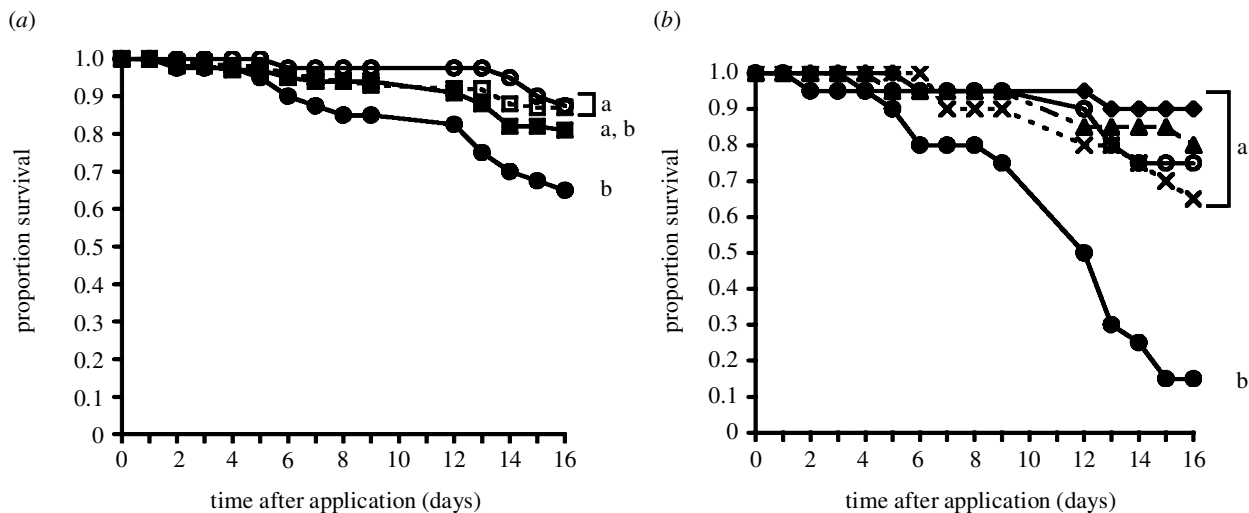 (a)
1.0
0.9
0.8
0.7
0.6
0.5
0.4
0.3
0.2
0.1
0
0 2 4 6 8 10 12 14 16
time after application (days)
proportion survival
a
a, b
b
(b)
1.0
0.9
0.8
0.7
0.6
0.5
0.4
0.3
0.2
0.1
0
0 2 4 6 8 10 12 14 16
time after application (days)
proportion survival
a
b